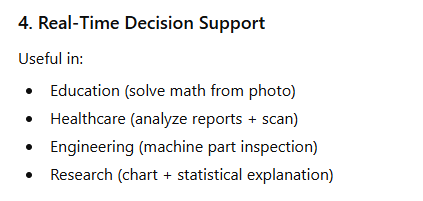 4. Real-Time Decision Support
Useful in:
• Education (solve math from photo)
• Healthcare (analyze reports + scan)
• Engineering (machine part inspection)
• Research (chart + statistical explanation)